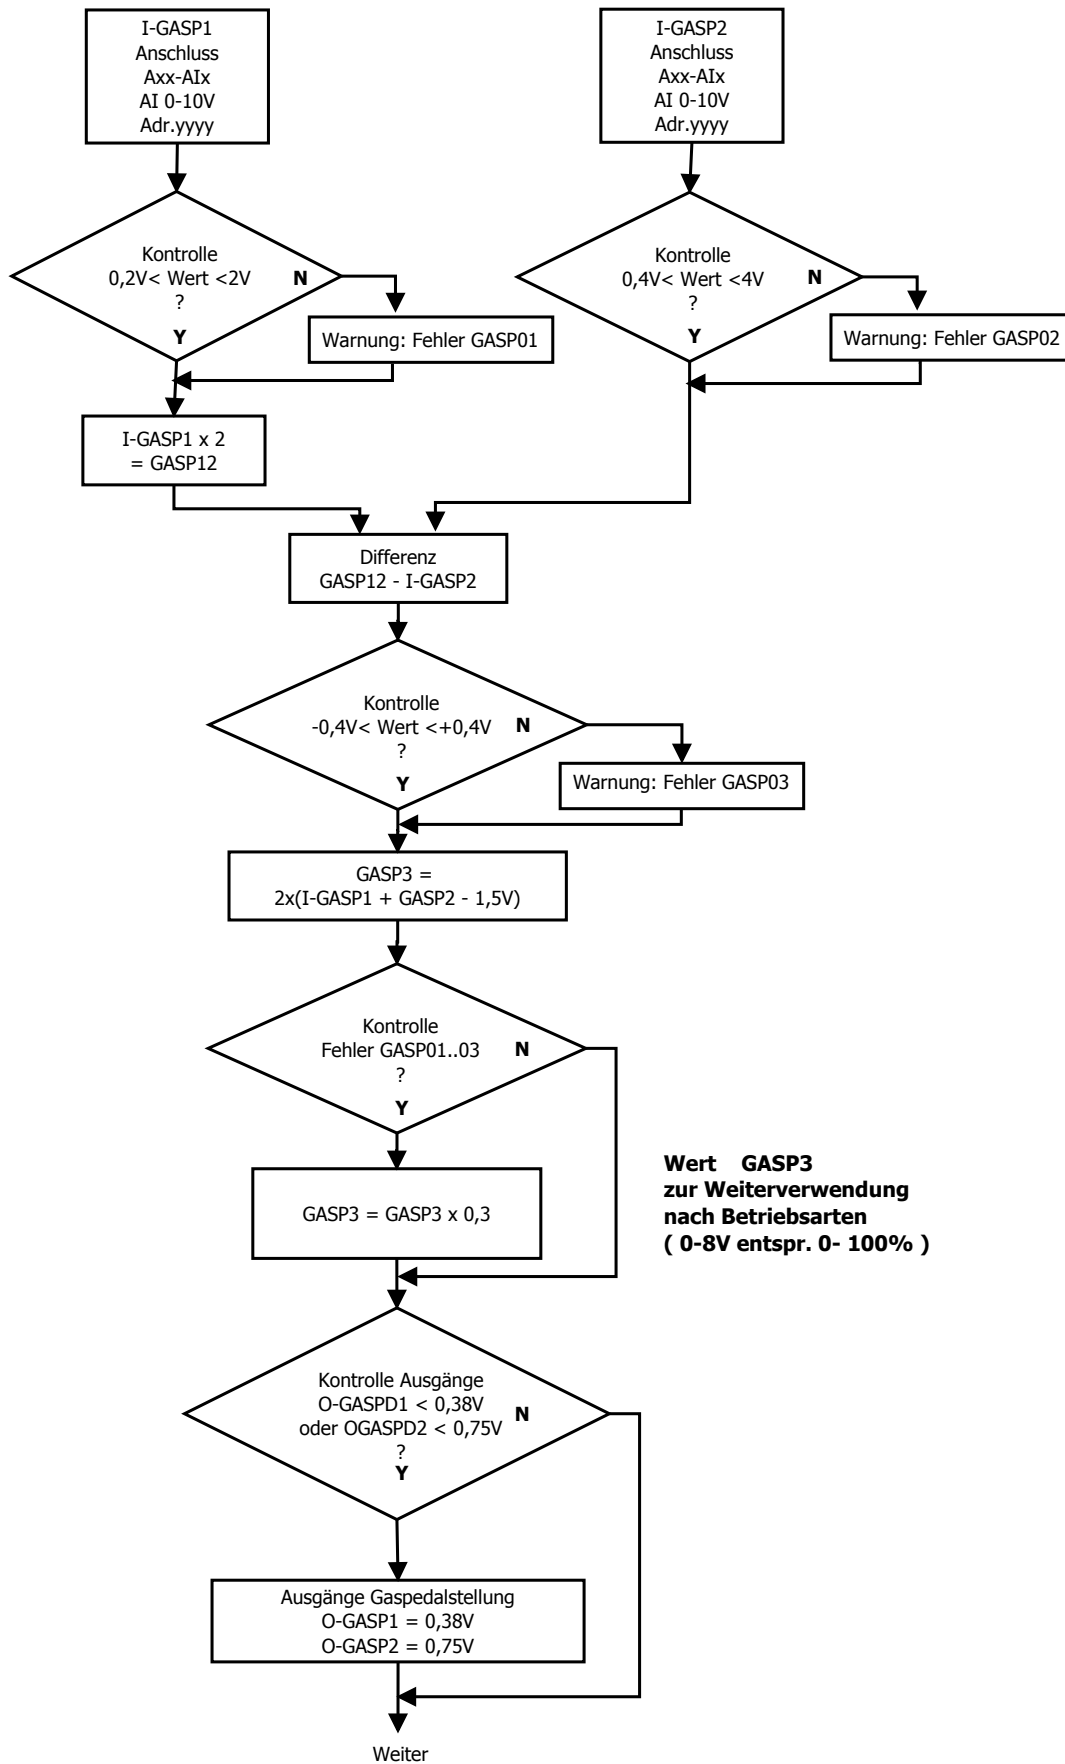 I-GASP1
Anschluss
Axx-AIx
AI 0-10V
Adr.yyyy
I-GASP2
Anschluss
Axx-AIx
AI 0-10V
Adr.yyyy
Kontrolle
0,2V< Wert <2V
?
N
Y
Kontrolle
0,4V< Wert <4V
?
N
Y
Warnung: Fehler GASP01
Warnung: Fehler GASP02
I-GASP1 x 2
= GASP12
Differenz
GASP12 - I-GASP2
Kontrolle
-0,4V< Wert <+0,4V
?
N
Y
Warnung: Fehler GASP03
GASP3 =
2x(I-GASP1 + GASP2 - 1,5V)
Kontrolle
Fehler GASP01..03
?
N
Y
Wert GASP3
zur Weiterverwendung
nach Betriebsarten
( 0-8V entspr. 0- 100% )
GASP3 = GASP3 x 0,3
Kontrolle Ausgänge
O-GASPD1 < 0,38V
oder OGASPD2 < 0,75V
?
N
Y
Ausgänge Gaspedalstellung
O-GASP1 = 0,38V
O-GASP2 = 0,75V
Weiter